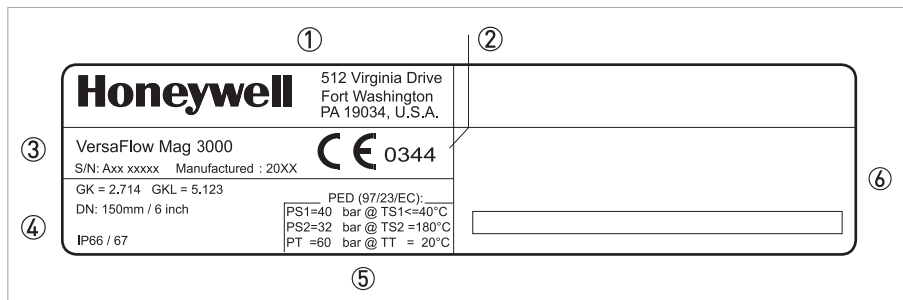 ① ②
Honeywell
512 Virginia Drive
Fort Washington
PA 19034, U.S.A.
③
VersaFlow Mag 3000
S/N: Axx xxxxx Manufactured : 20XX
CE 0344
⑥
④
GK = 2.714 GKL = 5.123
DN: 150mm / 6 inch
IP66 / 67
PED (97/23/EC):
PS1=40 bar @ TS1<=40°C
PS2=32 bar @ TS2 =180°C
PT =60 bar @ TT = 20°C
⑤